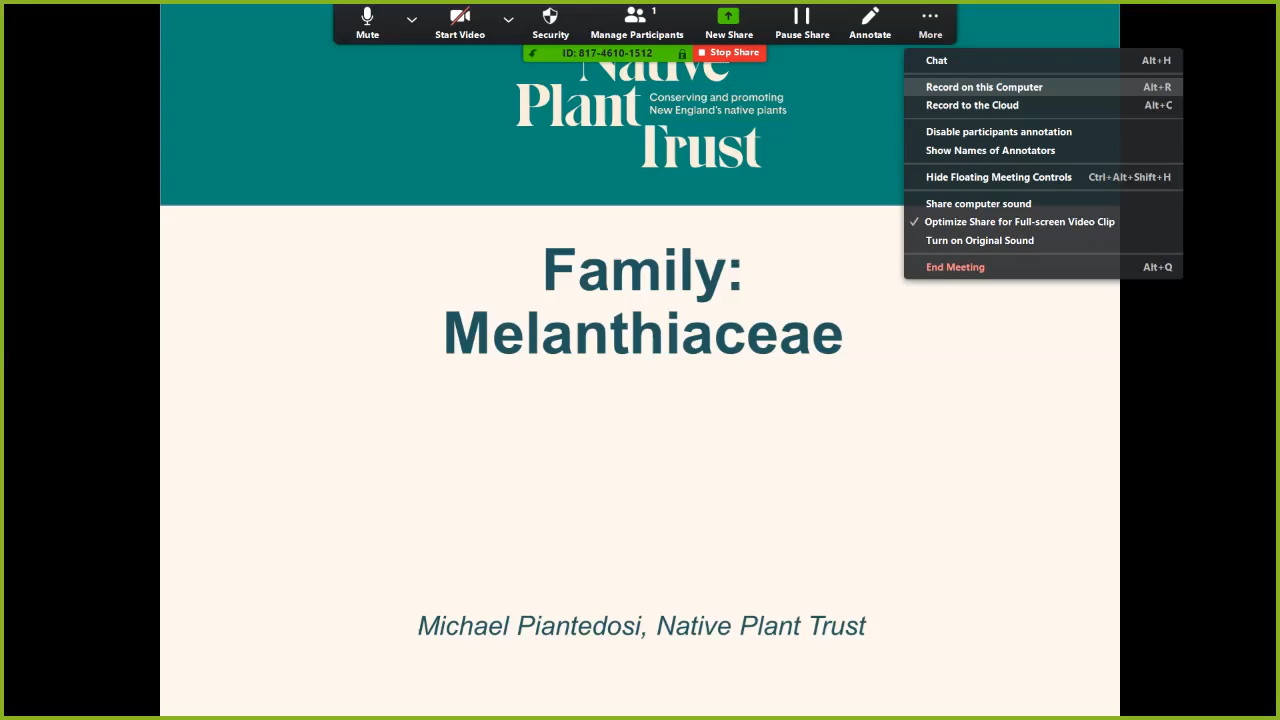 Mute
Start Video
Security
Manage Participants
1
New Share
Pause Share
Annotate
More
ID: 817-4610-1512
Stop Share
Native
Plant
Conserving and promoting
New England's native plants
Trust
Chat Alt+H
Record on this Computer Alt+R
Record to the Cloud Alt+C
Disable participants annotation
Show Names of Annotators
Hide Floating Meeting Controls Ctrl+Alt+Shift+H
Share computer sound
Optimize Share for Full-screen Video Clip
Turn on Original Sound
End Meeting Alt+Q
Family:
Melanthiaceae
Michael Piantedosi, Native Plant Trust